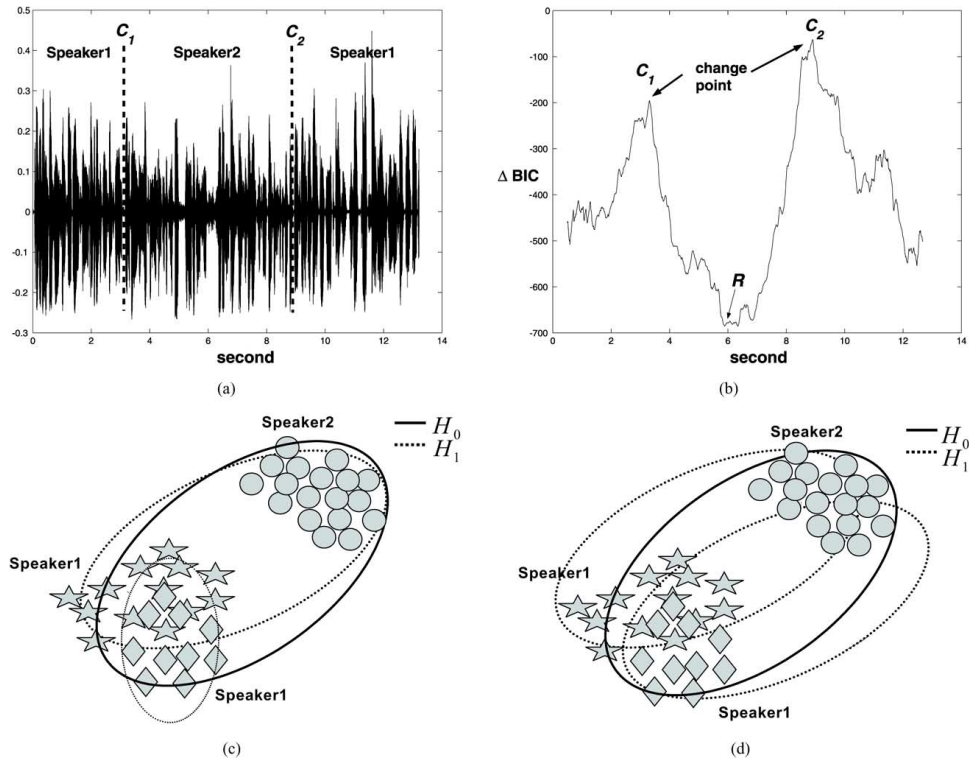 0.5
0.4
0.3
0.2
0.1
0
-0.1
-0.2
-0.3
C1
C2
Speaker1
Speaker2
Speaker1
0 2 4 6 8 10 12 14
second
(a)
0
-100
-200
-300
-400
-500
-600
-700
Δ BIC
C1
C2
change
point
R
0 2 4 6 8 10 12 14
second
(b)
Speaker2
H0
H1
Speaker1
Speaker1
(c)
Speaker2
H0
H1
Speaker1
Speaker1
(d)